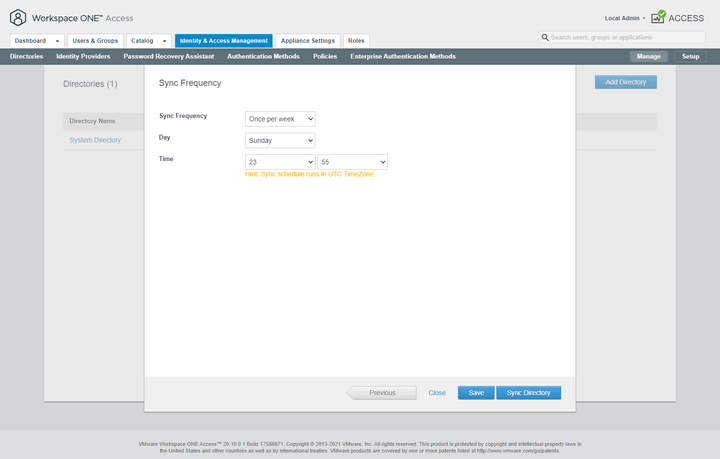 Workspace ONE™ Access
Local Admin
ACCESS
Dashboard
Users & Groups
Catalog
Identity & Access Management
Appliance Settings
Roles
Search users, groups or applications
Directories
Identity Providers
Password Recovery Assistant
Authentication Methods
Policies
Enterprise Authentication Methods
Manage
Setup
Directories (1)
Add Directory
Directory Name
System Directory
Sync Frequency
Sync Frequency
Once per week
Day
Sunday
Time
23
55
Hint: Sync schedule runs in UTC TimeZone
Previous
Close
Save
Sync Directory
VMware Workspace ONE Access™ 20.10.0.1 Build 17586971. Copyright © 2013-2021 VMware, Inc. All rights reserved. This product is protected by copyright and intellectual property laws in
the United States and other countries as well as by international treaties. VMware products are covered by one or more patents listed at http://www.vmware.com/go/patents.